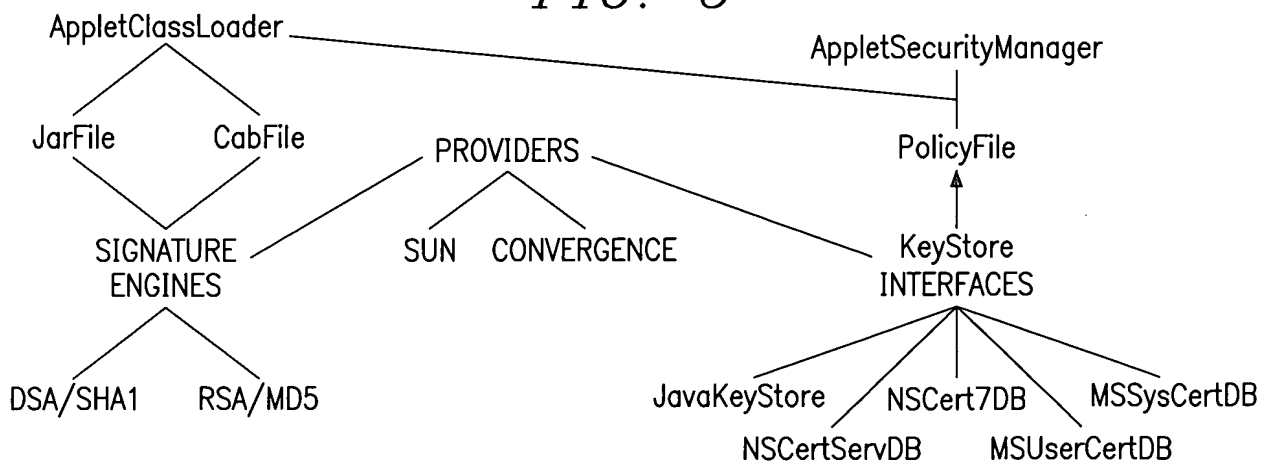 AppletClassLoader
AppletSecurityManager
JarFile
CabFile
PROVIDERS
PolicyFile
SIGNATURE
ENGINES
SUN
CONVERGENCE
KeyStore
INTERFACES
DSA/SHA1
RSA/MD5
JavaKeyStore
NSCert7DB
MSSysCertDB
NSCertServDB
MSUserCertDB